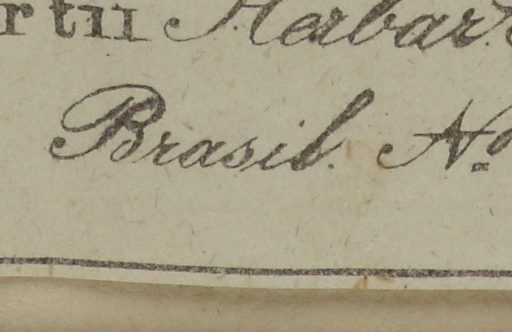 rtii Herbar.
Brasil. No